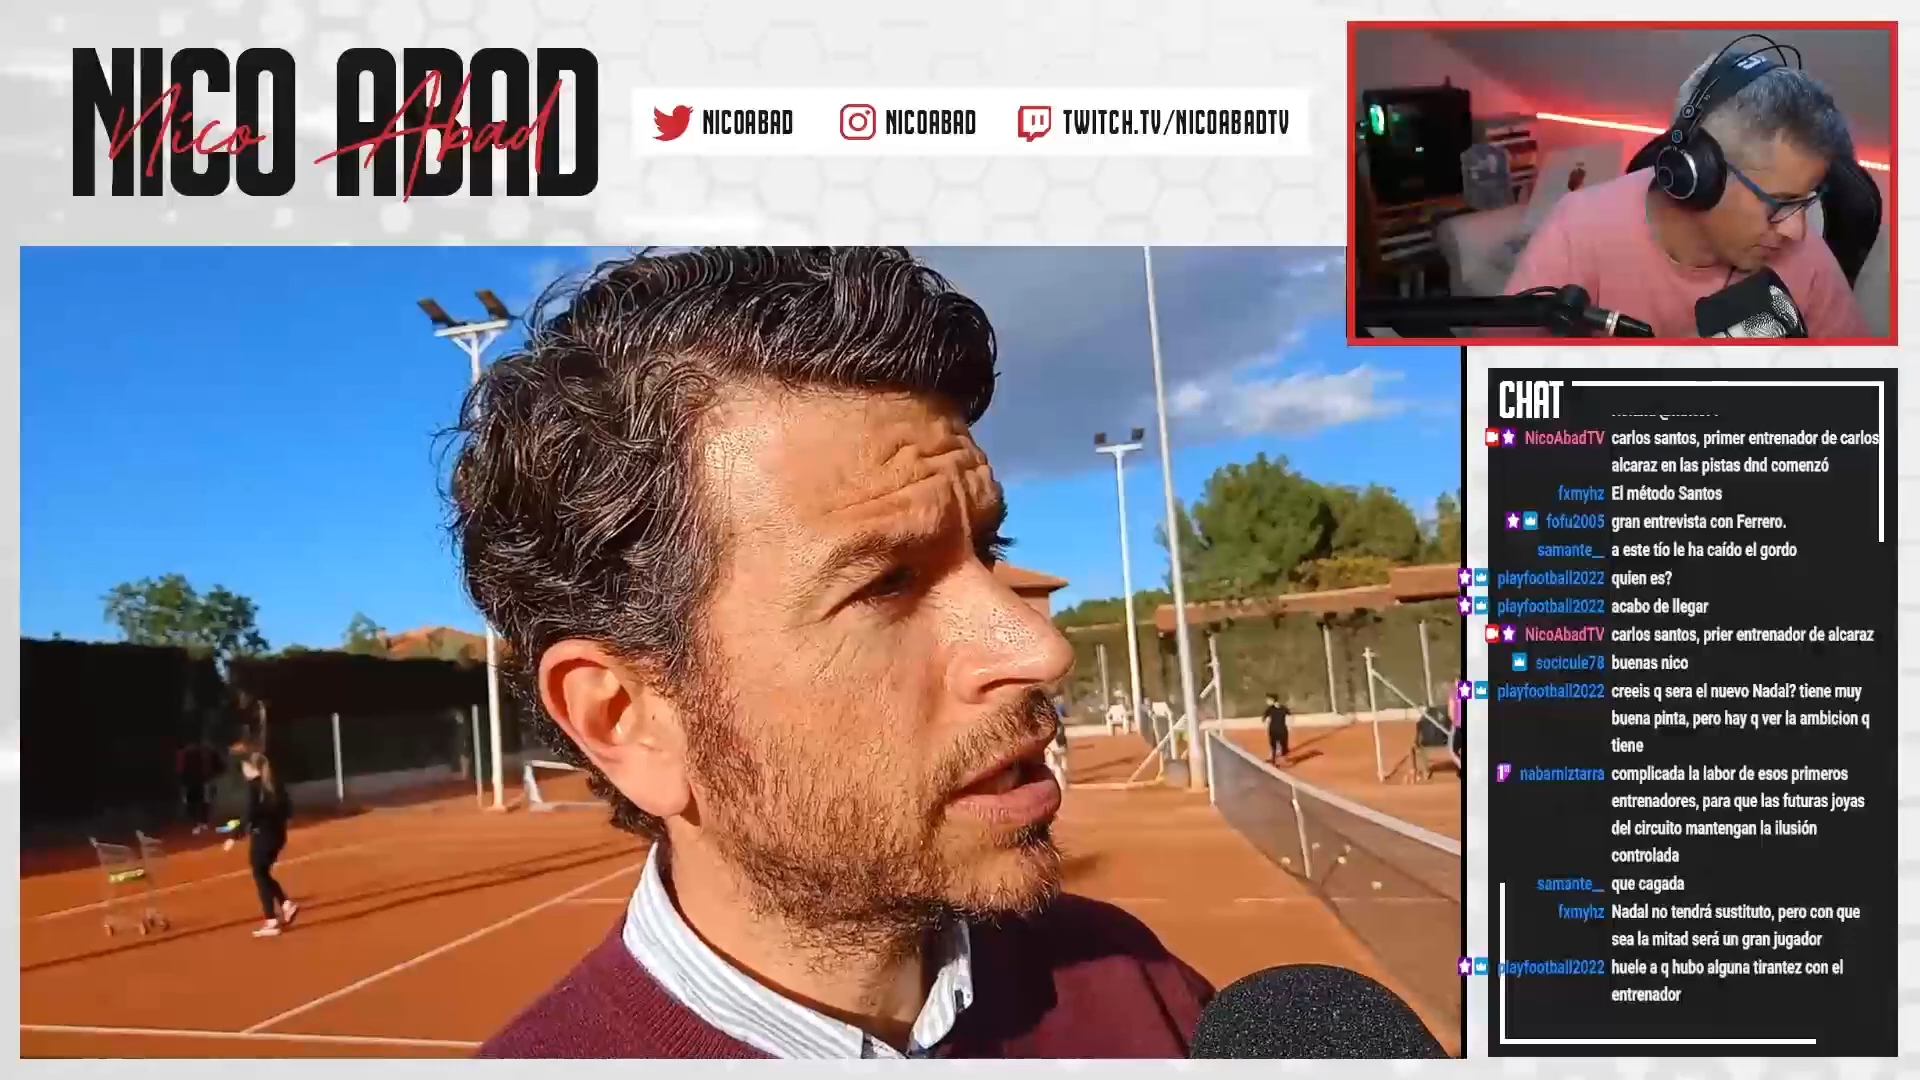 NICO ABAD
Nico Abad
NICOABAD
NICOABAD
TWITCH.TV/NICOABADTV
CHAT
NicoAbadTV carlos santos, primer entrenador de carlos
alcaraz en las pistas dnd comenzó
fxmyhz El método Santos
fofu2005 gran entrevista con Ferrero.
samante__ a este tío le ha caído el gordo
playfootball2022 quien es?
playfootball2022 acabo de llegar
NicoAbadTV carlos santos, prier entrenador de alcaraz
socicule78 buenas nico
playfootball2022 creeis q sera el nuevo Nadal? tiene muy
buena pinta, pero hay q ver la ambicion q
tiene
nabarniztarra complicada la labor de esos primeros
entrenadores, para que las futuras joyas
del circuito mantengan la ilusión
controlada
samante__ que cagada
fxmyhz Nadal no tendrá sustituto, pero con que
sea la mitad será un gran jugador
playfootball2022 huele a q hubo alguna tirantez con el
entrenador